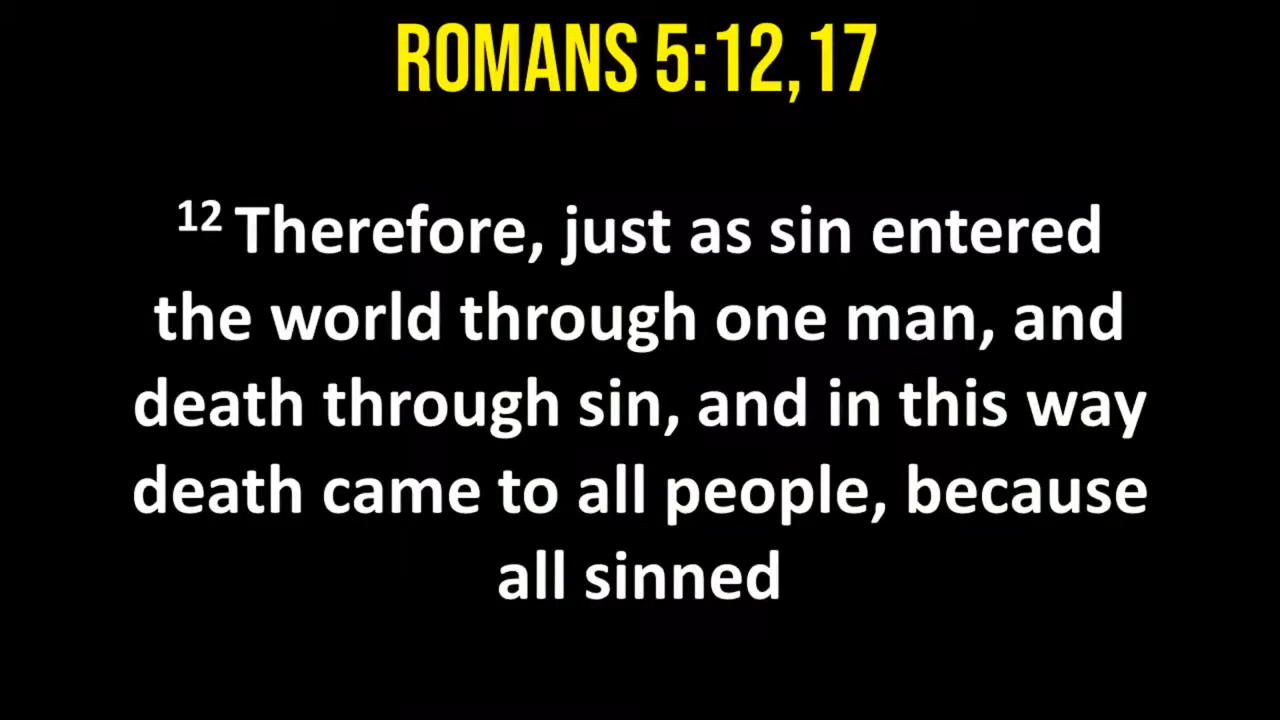 ROMANS 5:12,17
12 Therefore, just as sin entered
the world through one man, and
death through sin, and in this way
death came to all people, because
all sinned